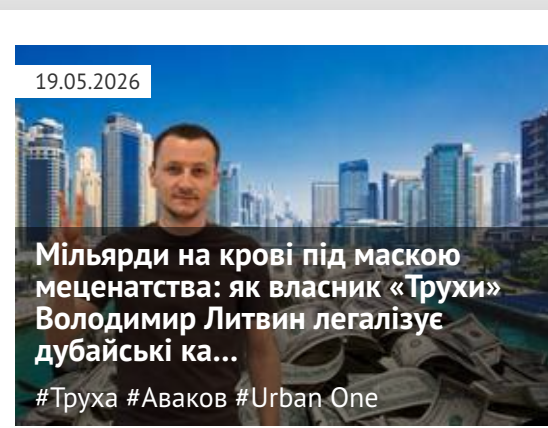 19.05.2026
Мільярди на крові під маскою
меценатства: як власник «Трухи»
Володимир Литвин легалізує
дубайські ка...
#Труха #Аваков #Urban One